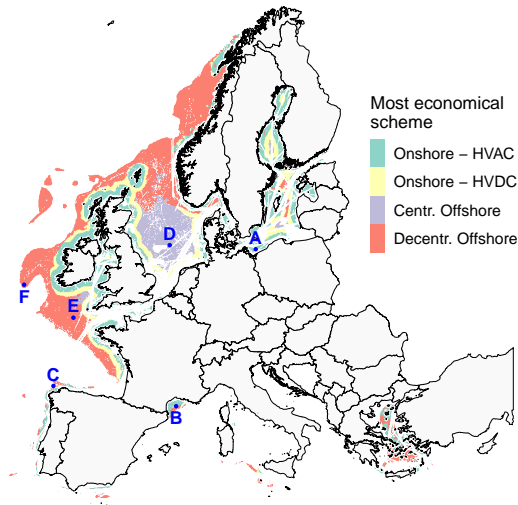 Most economical
scheme
Onshore – HVAC
Onshore – HVDC
Centr. Offshore
Decentr. Offshore
D
A
F
E
C
B